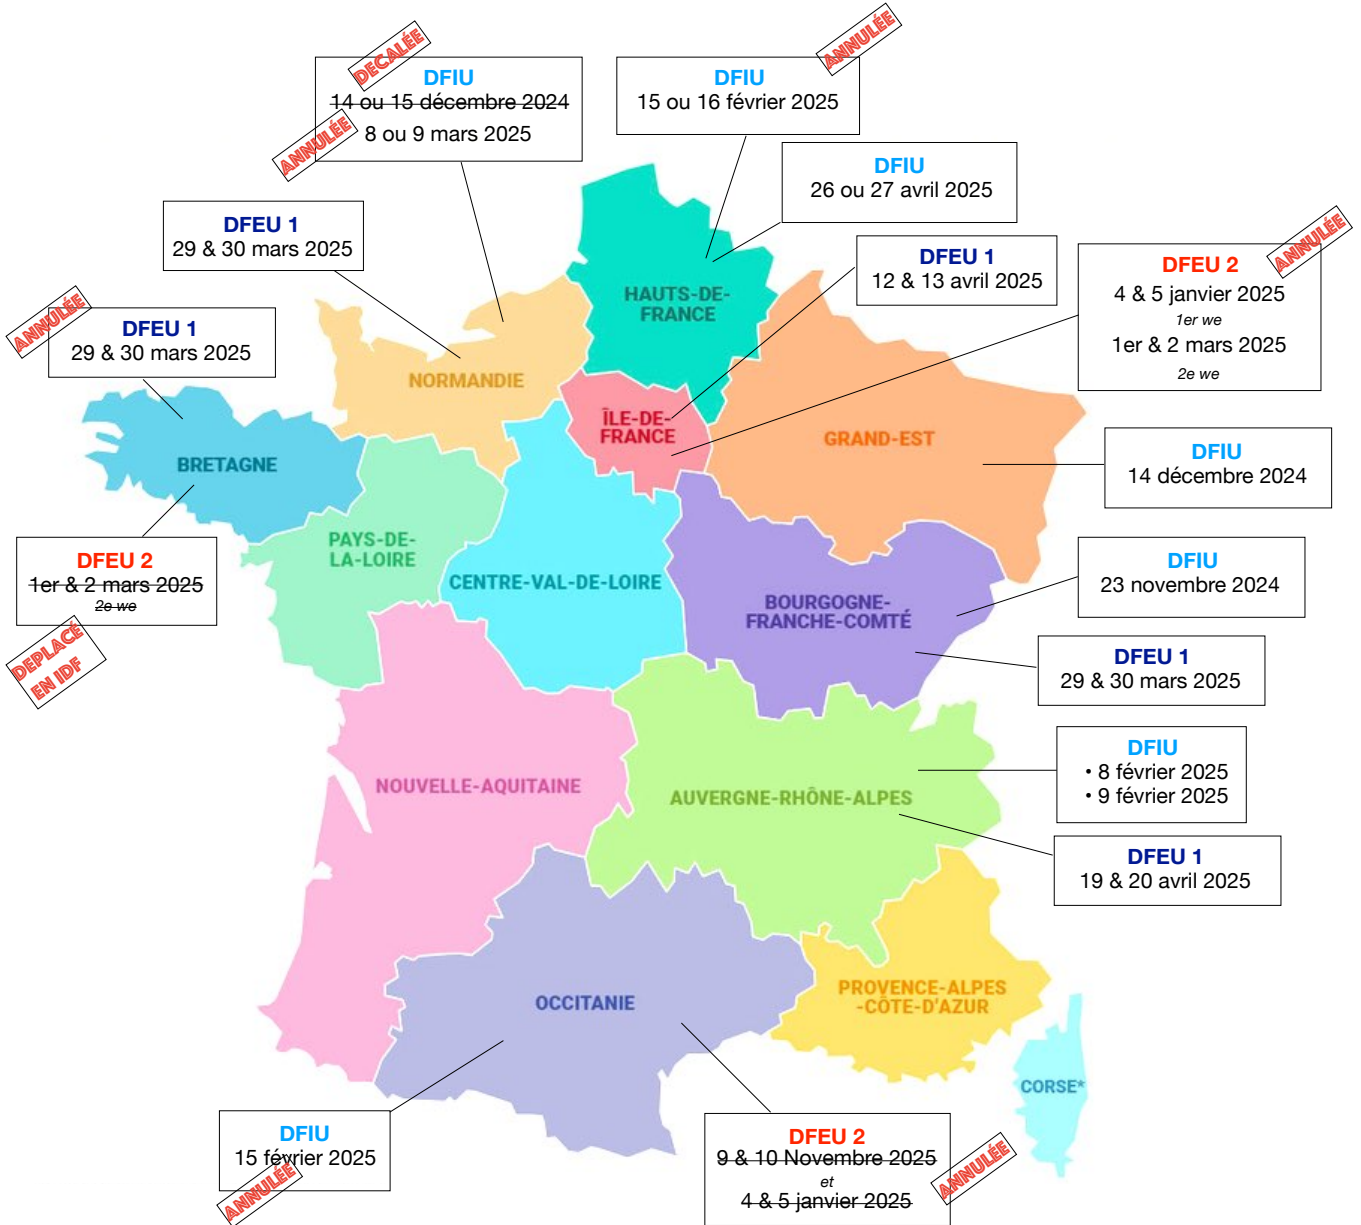 DECALÉE
DFIU
14 ou 15 décembre 2024
8 ou 9 mars 2025
ANNULÉE
ANNULÉE
DFIU
15 ou 16 février 2025
DFIU
26 ou 27 avril 2025
DFEU 1
29 & 30 mars 2025
DFEU 1
12 & 13 avril 2025
ANNULÉE
DFEU 2
4 & 5 janvier 2025
1er we
1er & 2 mars 2025
2e we
ANNULÉE
DFEU 1
29 & 30 mars 2025
HAUTS-DE-
FRANCE
NORMANDIE
ÎLE-DE-
FRANCE
GRAND-EST
BRETAGNE
DFIU
14 décembre 2024
DFEU 2
1er & 2 mars 2025
2e we
DEPLACÉ
EN IDF
PAYS-DE-
LA-LOIRE
CENTRE-VAL-DE-LOIRE
BOURGOGNE-
FRANCHE-COMTÉ
DFIU
23 novembre 2024
DFEU 1
29 & 30 mars 2025
NOUVELLE-AQUITAINE
AUVERGNE-RHÔNE-ALPES
DFIU
• 8 février 2025
• 9 février 2025
DFEU 1
19 & 20 avril 2025
OCCITANIE
PROVENCE-ALPES
-CÔTE-D'AZUR
CORSE*
DFIU
15 février 2025
ANNULÉE
DFEU 2
9 & 10 Novembre 2025
et
4 & 5 janvier 2025
ANNULÉE